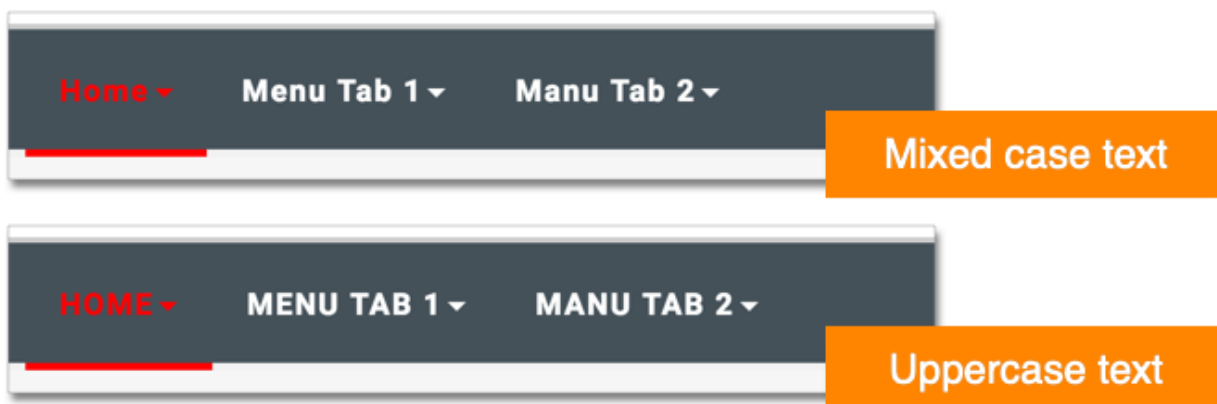 Home Menu Tab 1 Manu Tab 2
Mixed case text
HOME MENU TAB 1 MANU TAB 2
Uppercase text